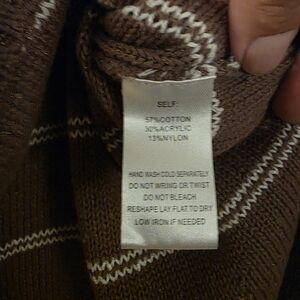 SELF:
57%COTTON
30%ACRYLIC
13%NYLON
HAND WASH COLD SEPARATELY
DO NOT WRING OR TWIST
DO NOT BLEACH
RESHAPE LAY FLAT TO DRY
LOW IRON IF NEEDED